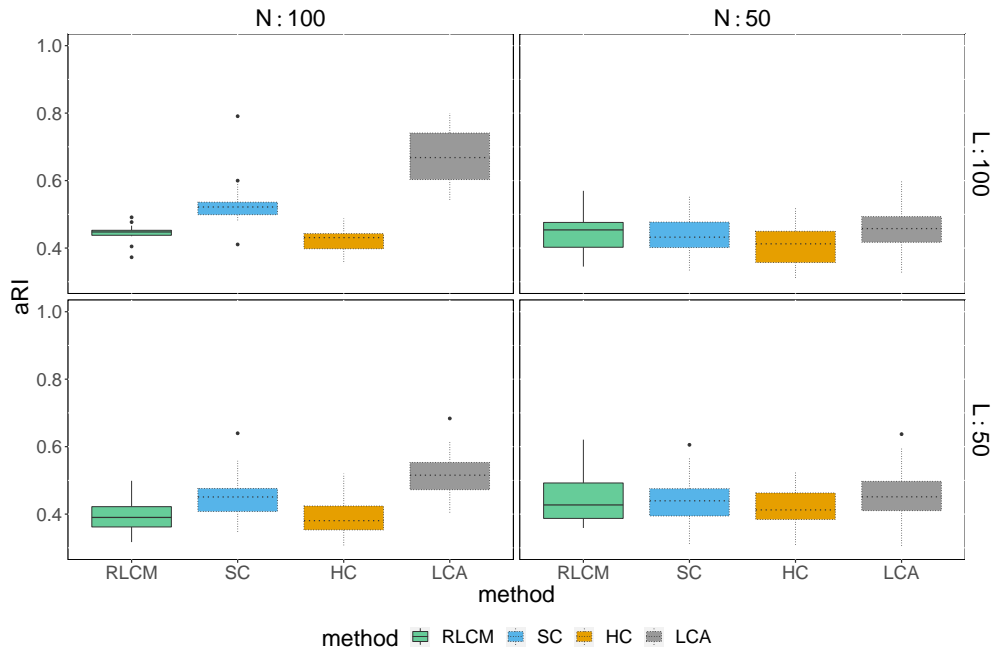 N : 100
N : 50
1.0
0.8
0.6
0.4
L : 100
aRI
1.0
0.8
0.6
0.4
L : 50
RLCM SC HC LCA RLCM SC HC LCA
method
method RLCM SC HC LCA